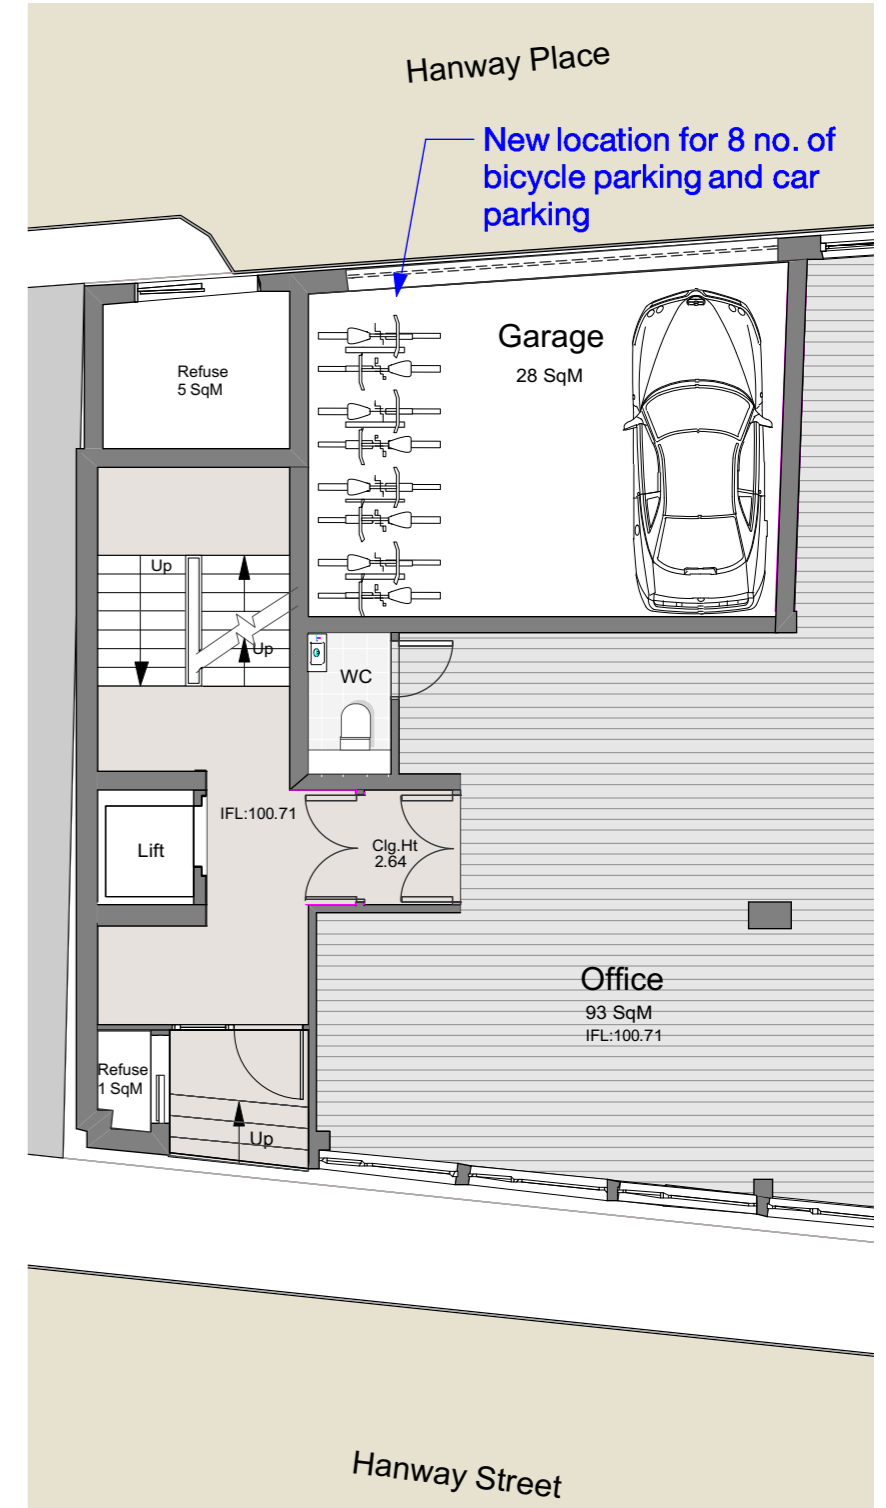 Hanway Place
New location for 8 no. of
bicycle parking and car
parking
Garage
28 SqM
Refuse
5 SqM
Up
Up
WC
IFL:100.71
Lift
Clg.Ht
2.64
Office
93 SqM
IFL:100.71
Refuse
1 SqM
Up
Hanway Street